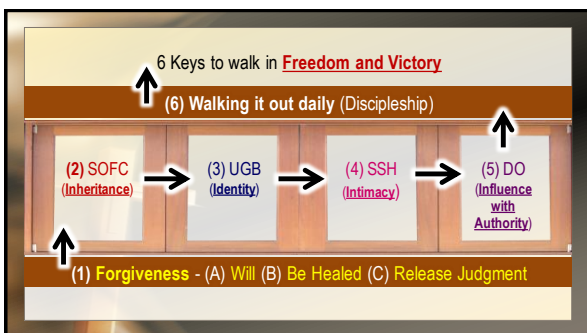 6 Keys to walk in Freedom and Victory
(6) Walking it out daily (Discipleship)
(2) SOFC
(Inheritance)
(3) UGB
(Identity)
(4) SSH
(Intimacy)
(5) DO
(Influence
with
Authority)
(1) Forgiveness - (A) Will (B) Be Healed (C) Release Judgment